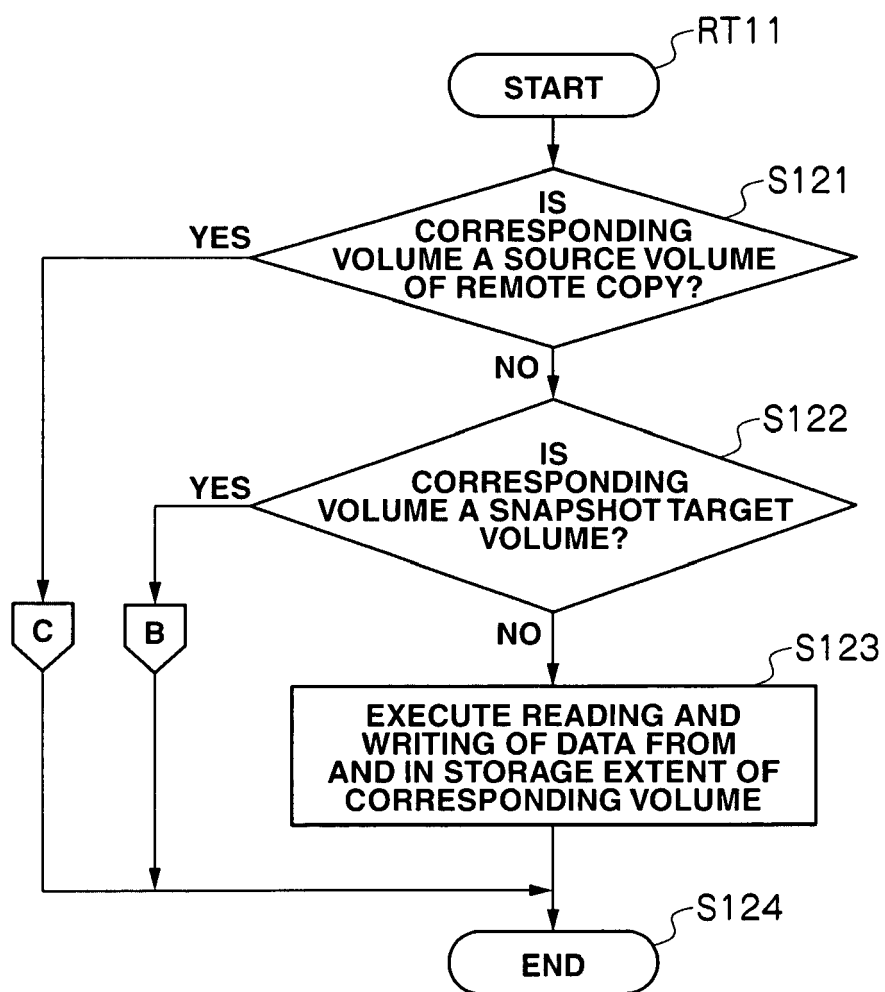 RT11
START
S121
IS
CORRESPONDING
VOLUME A SOURCE VOLUME
OF REMOTE COPY?
YES
NO
S122
IS
CORRESPONDING
VOLUME A SNAPSHOT TARGET
VOLUME?
YES
C
B
NO
S123
EXECUTE READING AND
WRITING OF DATA FROM
AND IN STORAGE EXTENT OF
CORRESPONDING VOLUME
S124
END